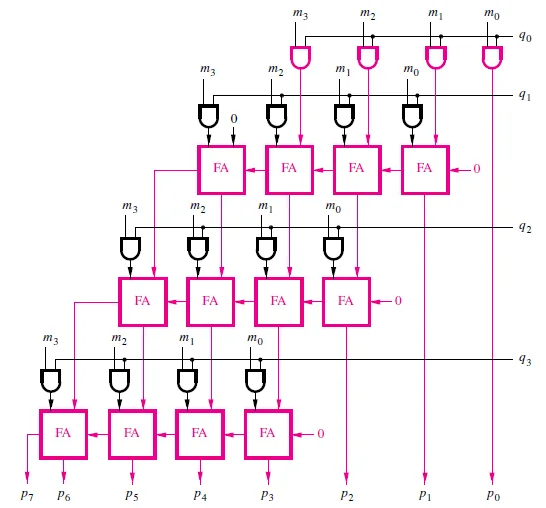 m₃ m₂ m₁ m₀
q₀
m₃ m₂ m₁ m₀
q₁
0
FA FA FA FA 0
m₃ m₂ m₁ m₀
q₂
FA FA FA FA 0
m₃ m₂ m₁ m₀
q₃
FA FA FA FA 0
p₇ p₆ p₅ p₄ p₃ p₂ p₁ p₀